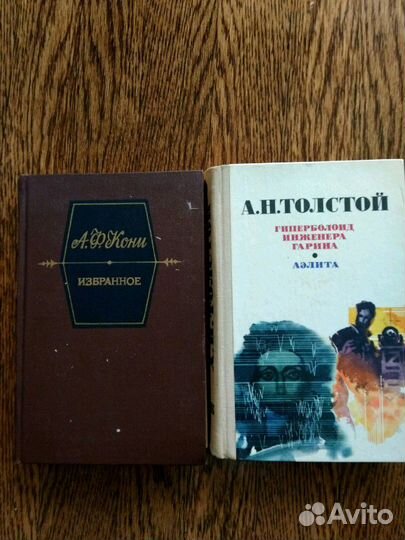 А.Ф.Кони
ИЗБРАННОЕ
А.Н.ТОЛСТОЙ
ГИПЕРБОЛОИД
ИНЖЕНЕРА
ГАРИНА
•
АЭЛИТА
Avito